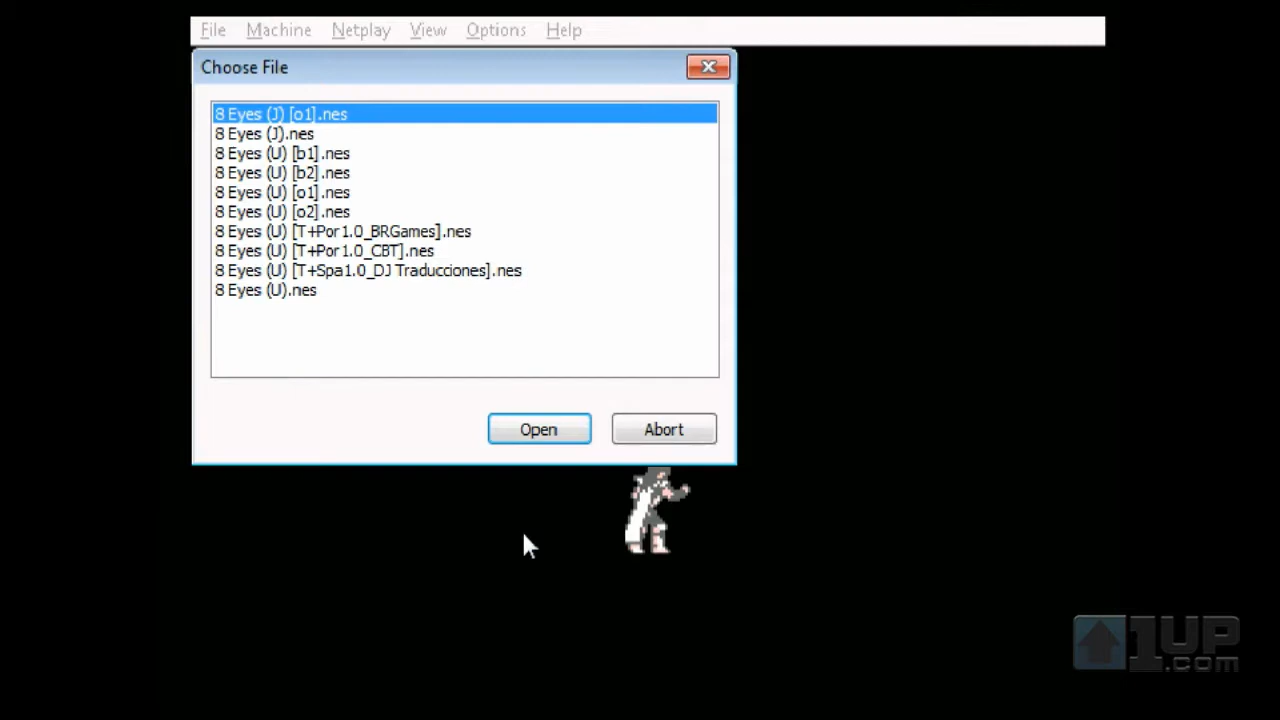 File Machine Netplay View Options Help
Choose File
8 Eyes (J) [o1].nes
8 Eyes (J).nes
8 Eyes (U) [b1].nes
8 Eyes (U) [b2].nes
8 Eyes (U) [o1].nes
8 Eyes (U) [o2].nes
8 Eyes (U) [T+Por1.0_BRGames].nes
8 Eyes (U) [T+Por1.0_CBT].nes
8 Eyes (U) [T+Spa1.0_DJ Traducciones].nes
8 Eyes (U).nes
Open Abort
1UP
.com